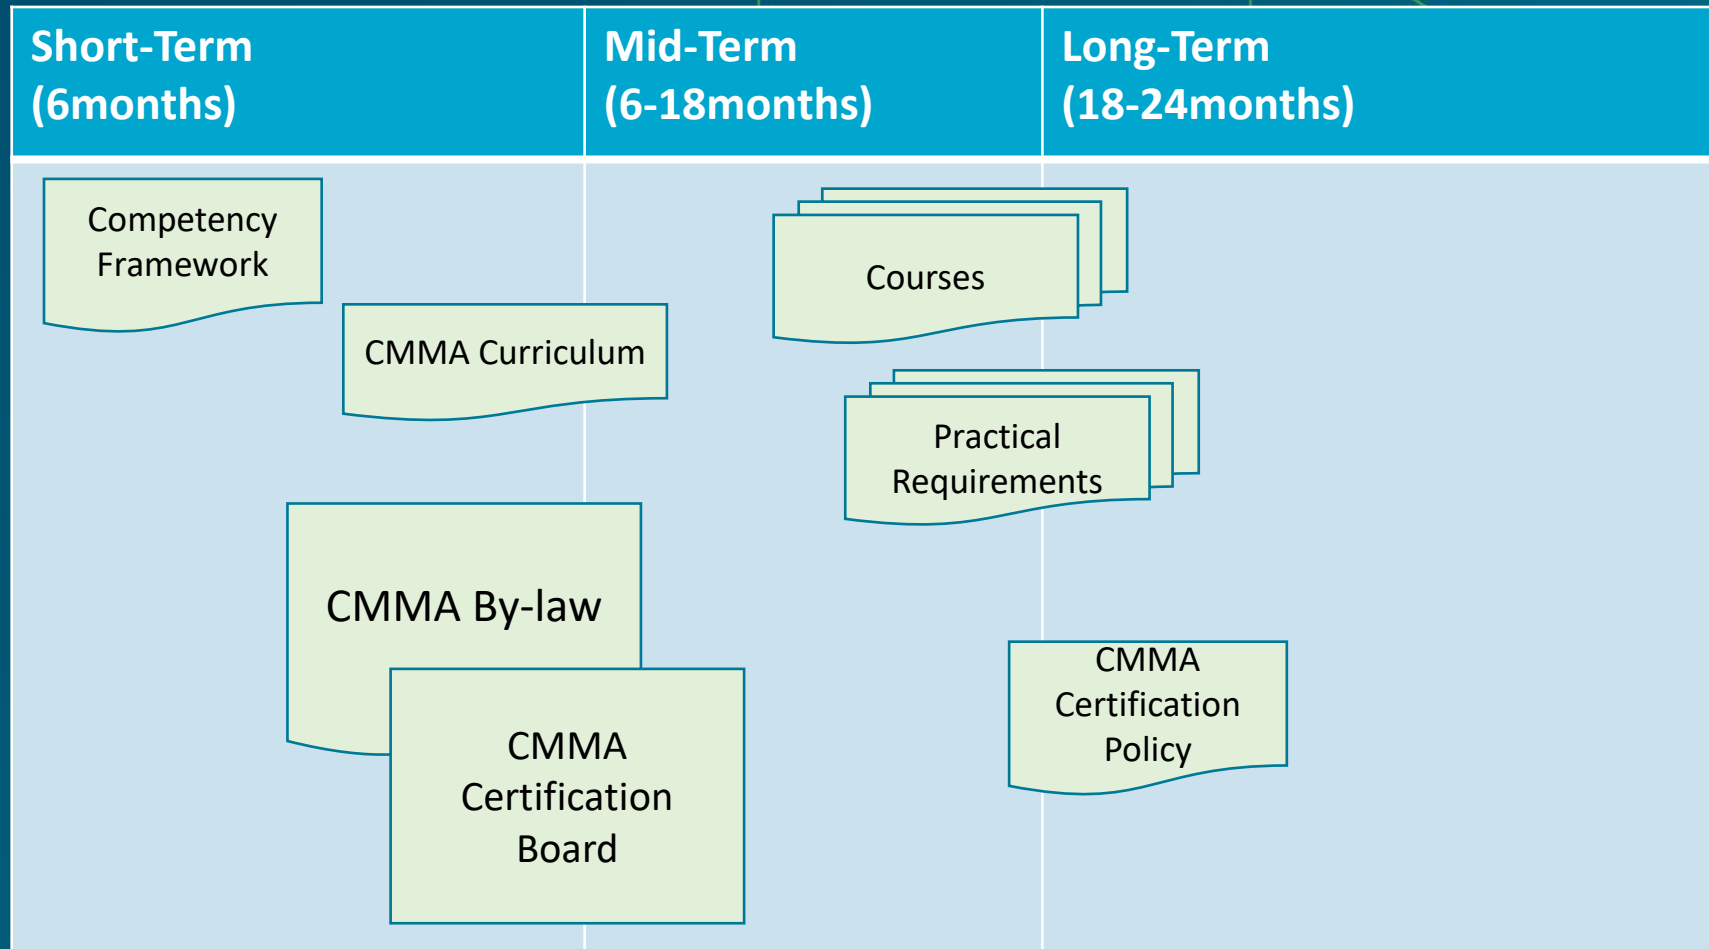 Short-Term
(6months)
Mid-Term
(6-18months)
Long-Term
(18-24months)
Competency
Framework
CMMA Curriculum
Courses
Practical
Requirements
CMMA By-law
CMMA
Certification
Board
CMMA
Certification
Policy